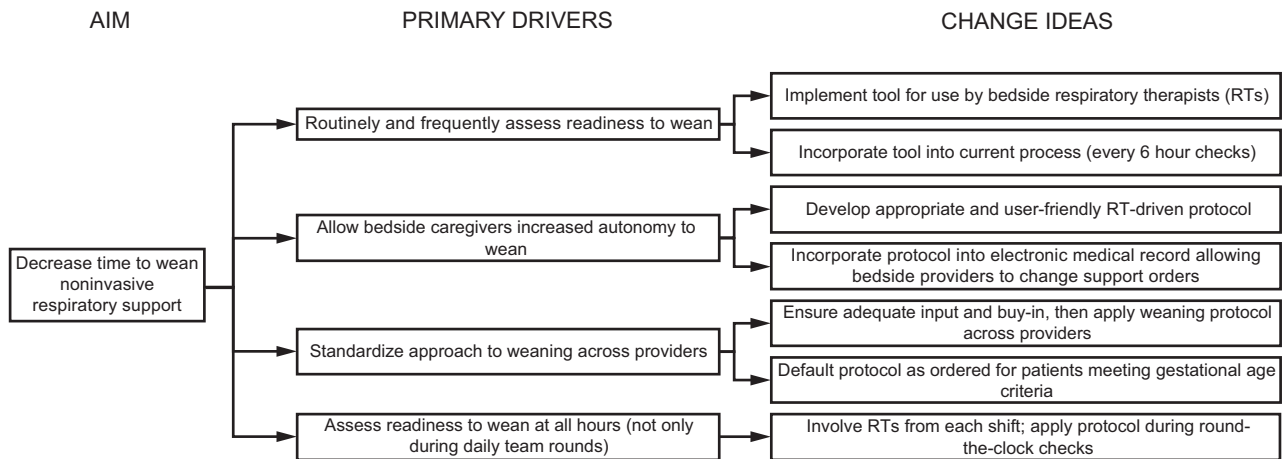 AIM
PRIMARY DRIVERS
CHANGE IDEAS
Decrease time to wean
noninvasive
respiratory support
Routinely and frequently assess readiness to wean
Implement tool for use by bedside respiratory therapists (RTs)
Incorporate tool into current process (every 6 hour checks)
Allow bedside caregivers increased autonomy to
wean
Develop appropriate and user-friendly RT-driven protocol
Incorporate protocol into electronic medical record allowing
bedside providers to change support orders
Standardize approach to weaning across providers
Ensure adequate input and buy-in, then apply weaning protocol
across providers
Default protocol as ordered for patients meeting gestational age
criteria
Assess readiness to wean at all hours (not only
during daily team rounds)
Involve RTs from each shift; apply protocol during round-
the-clock checks